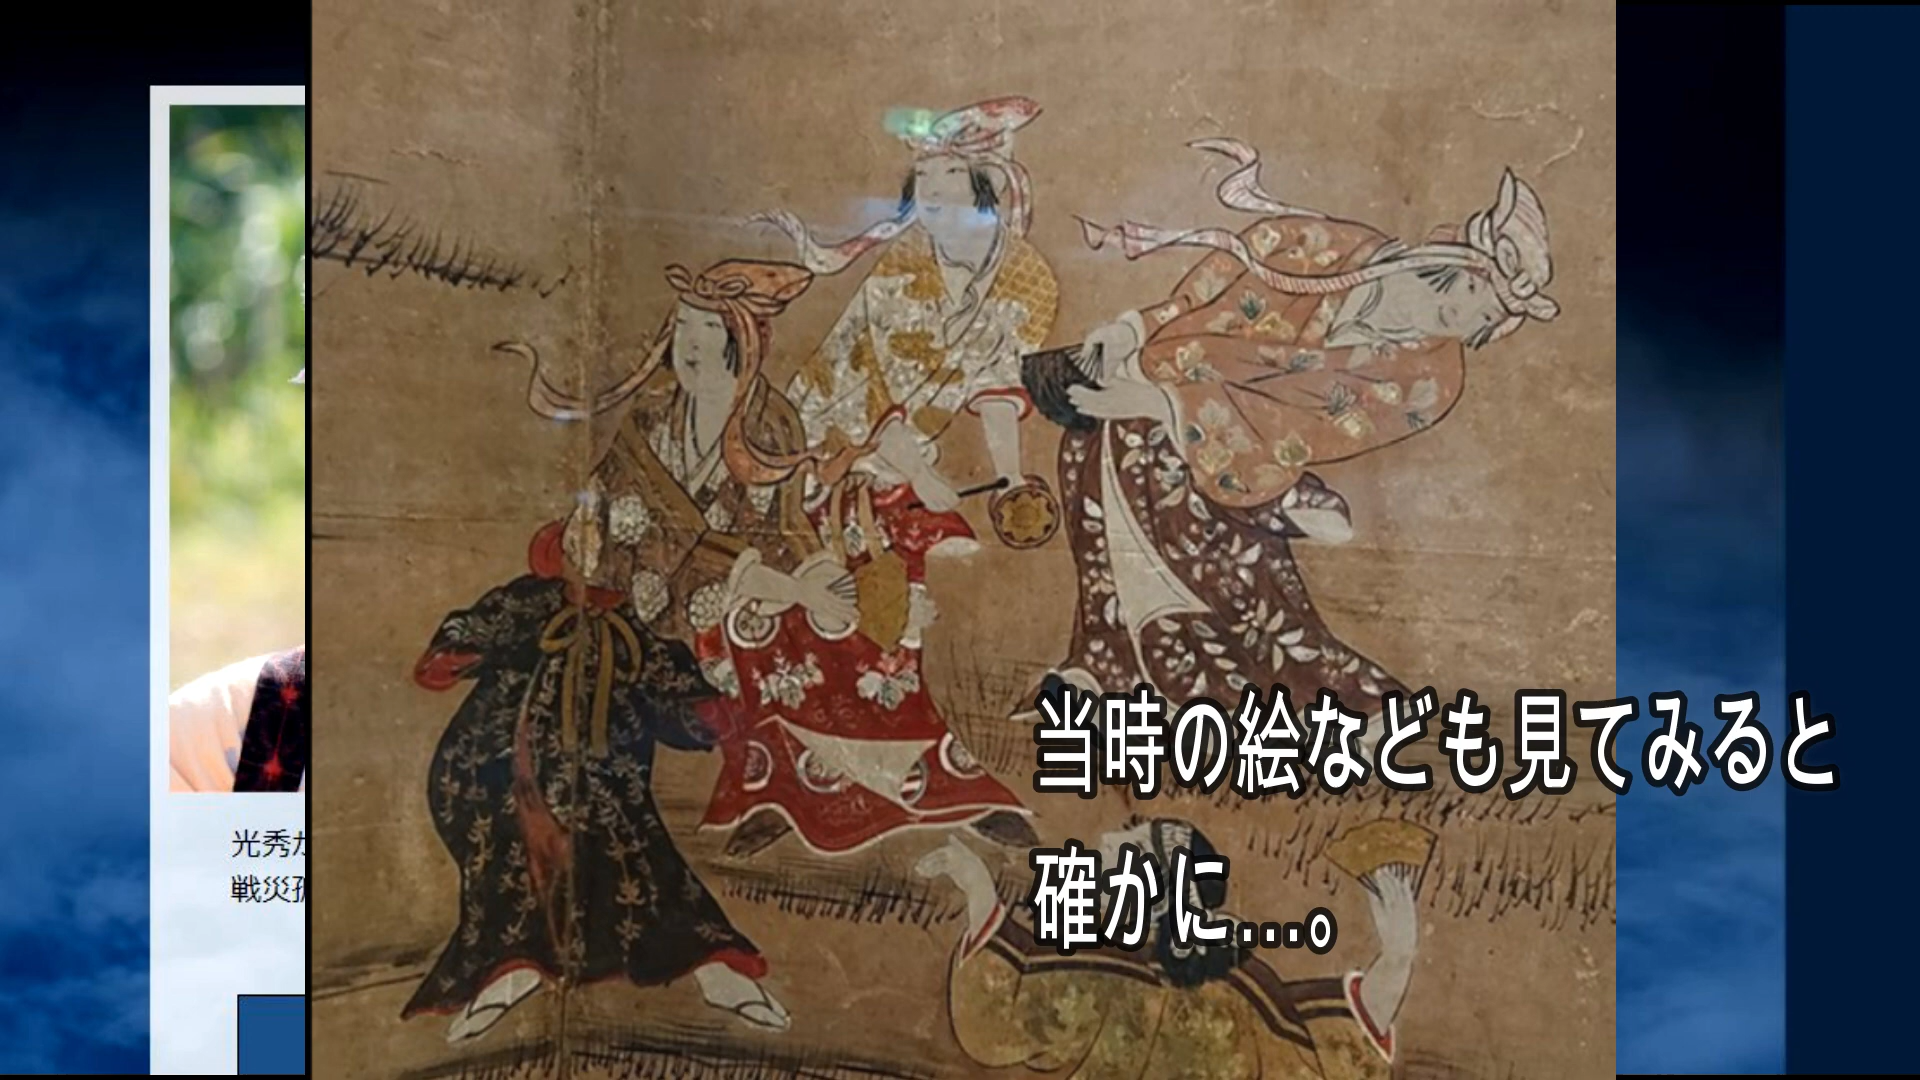 当時の絵なども見てみると
確かに…。
光秀が
戦災孤